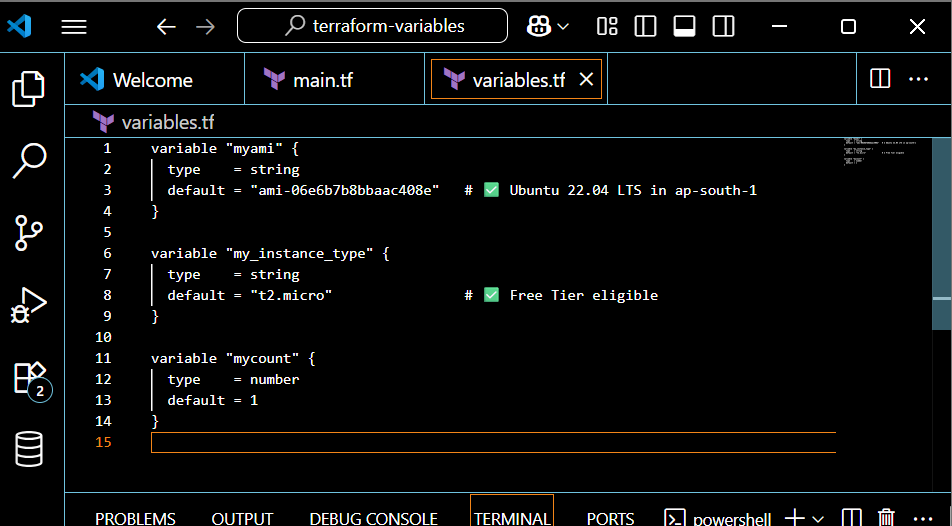 terraform-variables
Welcome
main.tf
variables.tf
variables.tf
1 variable "myami" {
2 type = string
3 default = "ami-06e6b7b8bbaac408e" # ✅ Ubuntu 22.04 LTS in ap-south-1
4 }
5
6 variable "my_instance_type" {
7 type = string
8 default = "t2.micro" # ✅ Free Tier eligible
9 }
10
11 variable "mycount" {
12 type = number
13 default = 1
14 }
15
2
PROBLEMS OUTPUT DEBUG CONSOLE TERMINAL PORTS powershell